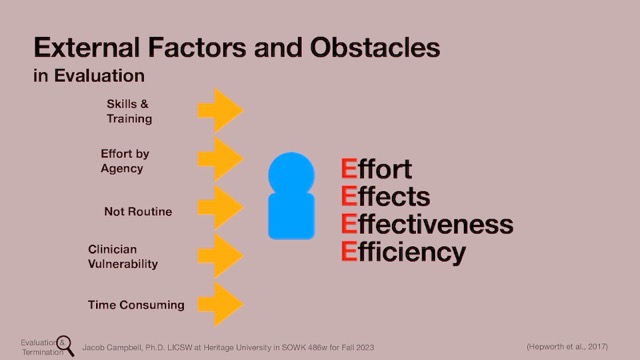 External Factors and Obstacles
in Evaluation
Skills &
Training
Effort by
Agency
Not Routine
Clinician
Vulnerability
Time Consuming
Effort
Effects
Effectiveness
Efficiency
Evaluation &
Termination
Jacob Campbell, Ph.D. LICSW at Heritage University in SOWK 486w for Fall 2023
(Hepworth et al., 2017)